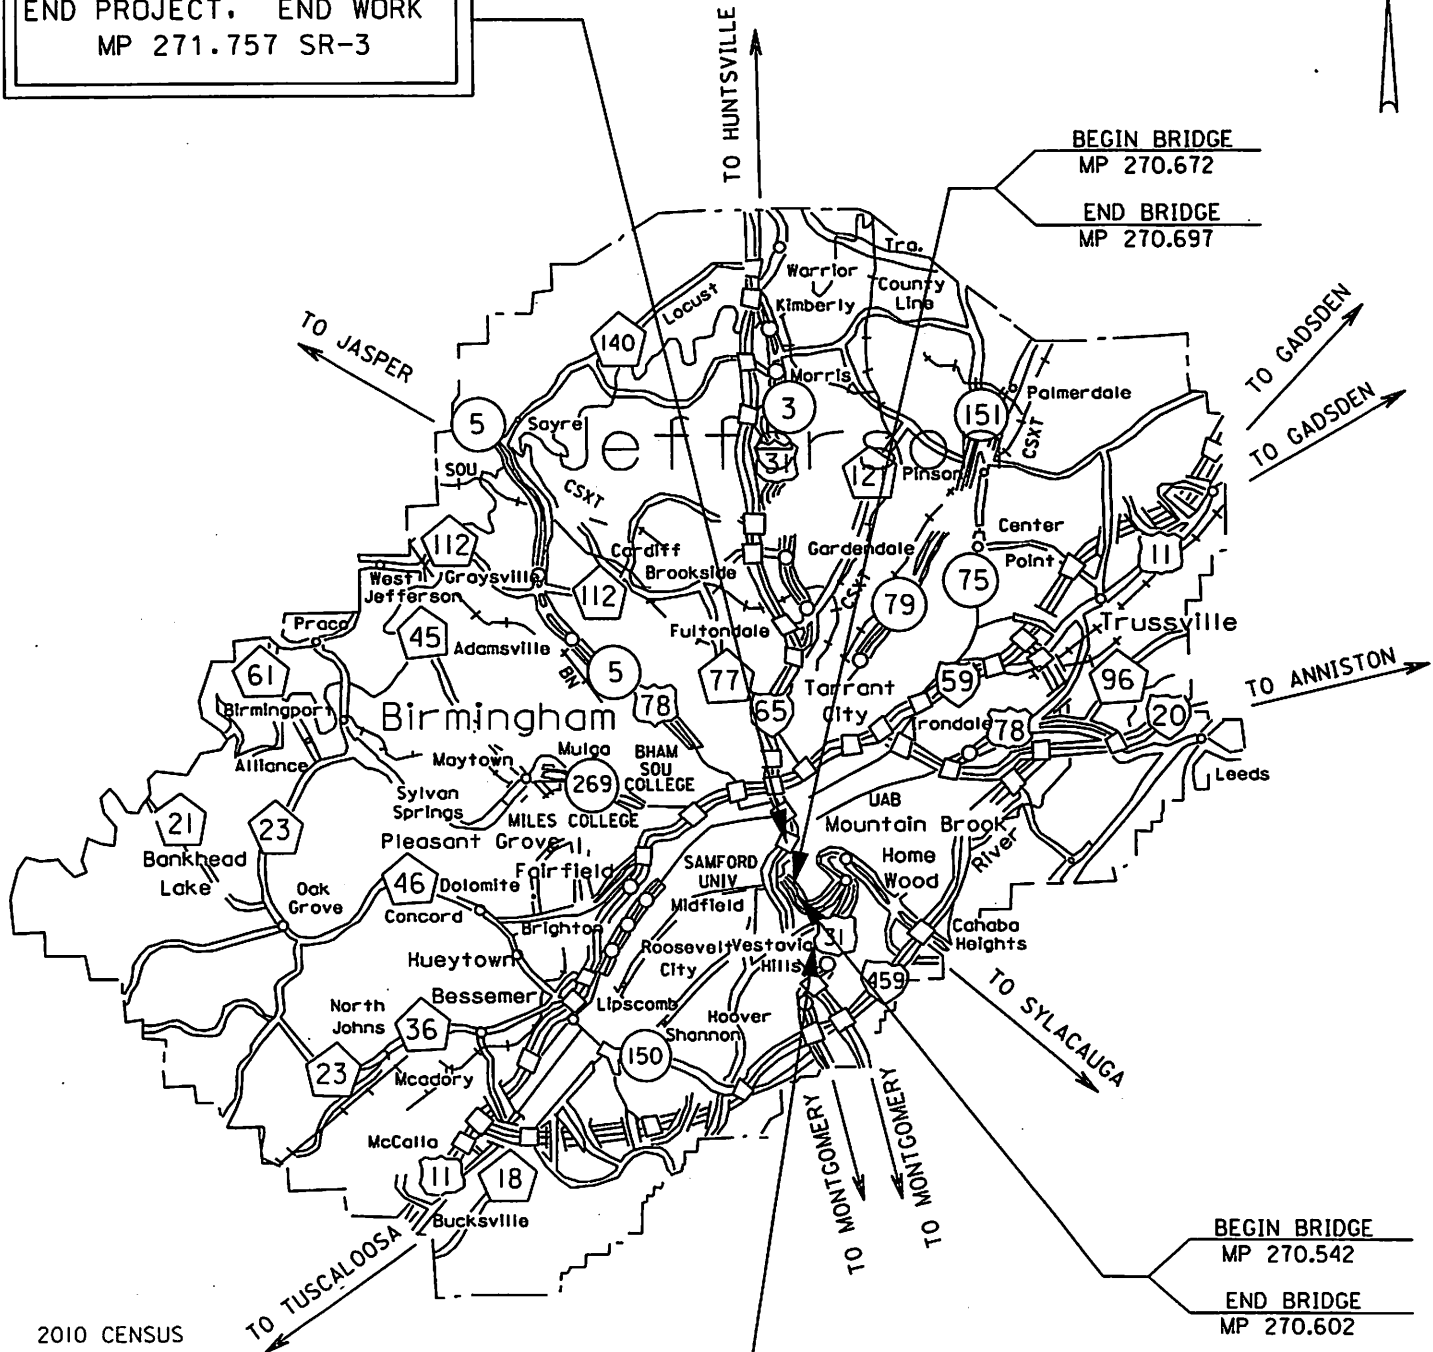 END PROJECT. END WORK
MP 271.757 SR-3
TO HUNTSVILLE
BEGIN BRIDGE
MP 270.672
END BRIDGE
MP 270.697
Tra.
Warrior
County
Line
Kimberly
Locust
TO JASPER
140
TO GADSDEN
TO GADSDEN
Morris
Palmerdale
5
3
151
Sayre
Jeffer
31
CSXT
SOU
121
Pinson
CSXT
Center
Point
112
Cardiff
Gardendale
11
West
Jefferson
Graysville
Brookside
112
CSXT
79
75
Praco
45
Adamsville
Fultondale
Trussville
61
BN
5
77
Tarrant
City
59
96
TO ANNISTON
Birmingport
Birmingham
78
65
Irondale
78
20
Alliance
Maytown
Mulga
BHAM
SOU
COLLEGE
Leeds
Sylvan
Springs
269
MILES COLLEGE
UAB
21
23
Pleasant Grove
Mountain Brook
River
Bankhead
Lake
Fairfield
SAMFORD
UNIV
Home
Wood
46
Dolomite
Oak
Grove
Concord
Midfield
Brighton
Cahaba
Heights
Hueytown
Roosevelt
City
Vestavia
Hills
31
459
Bessemer
Lipscomb
TO SYLACAUGA
North
Johns
36
Hoover
Shannon
23
150
Mcadory
McCalla
11
18
TO MONTGOMERY
TO MONTGOMERY
Bucksville
TO TUSCALOOSA
BEGIN BRIDGE
MP 270.542
END BRIDGE
MP 270.602
2010 CENSUS